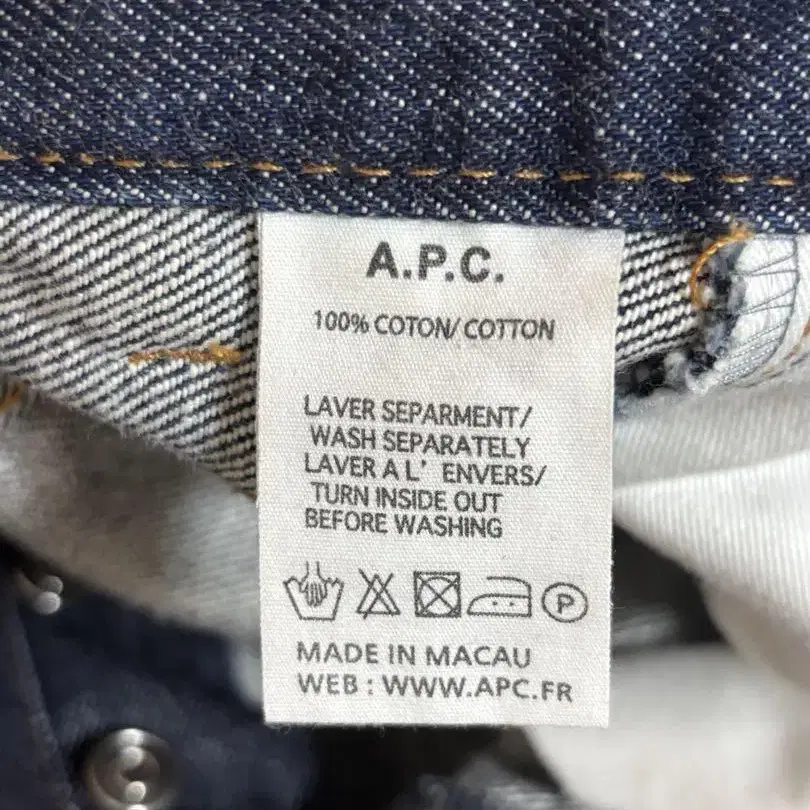 A.P.C.
100% COTON/COTTON
LAVER SEPARMENT/
WASH SEPARATELY
LAVER A L' ENVERS/
TURN INSIDE OUT
BEFORE WASHING
P
MADE IN MACAU
WEB : WWW.APC.FR